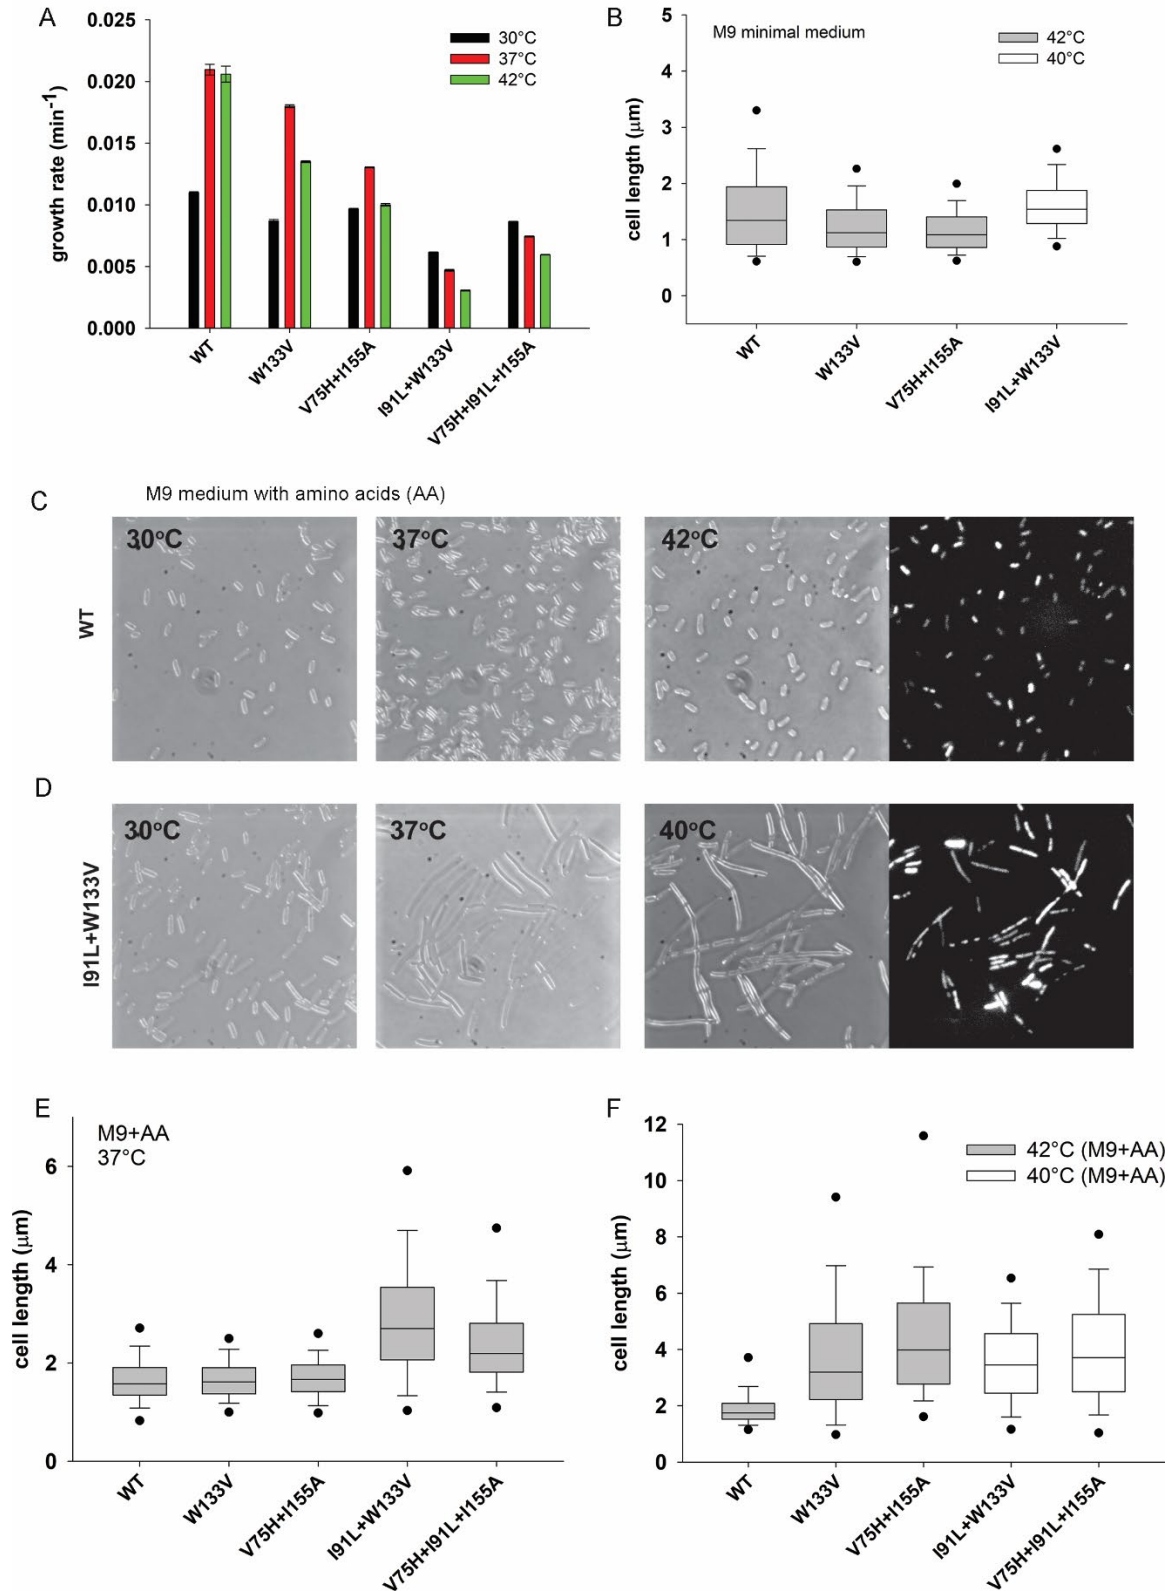 A
30°C
37°C
42°C
growth rate (min⁻¹)
0.025
0.020
0.015
0.010
0.005
0.000
WT
W133V
V75H+I155A
I91L+W133V
V75H+I91L+I155A
B
M9 minimal medium
42°C
40°C
cell length (μm)
5
4
3
2
1
0
WT
W133V
V75H+I155A
I91L+W133V
C
M9 medium with amino acids (AA)
WT
30°C
37°C
42°C
D
I91L+W133V
30°C
37°C
40°C
E
M9+AA
37°C
cell length (μm)
6
4
2
0
WT
W133V
V75H+I155A
I91L+W133V
V75H+I91L+I155A
F
42°C (M9+AA)
40°C (M9+AA)
cell length (μm)
12
10
8
6
4
2
0
WT
W133V
V75H+I155A
I91L+W133V
V75H+I91L+I155A